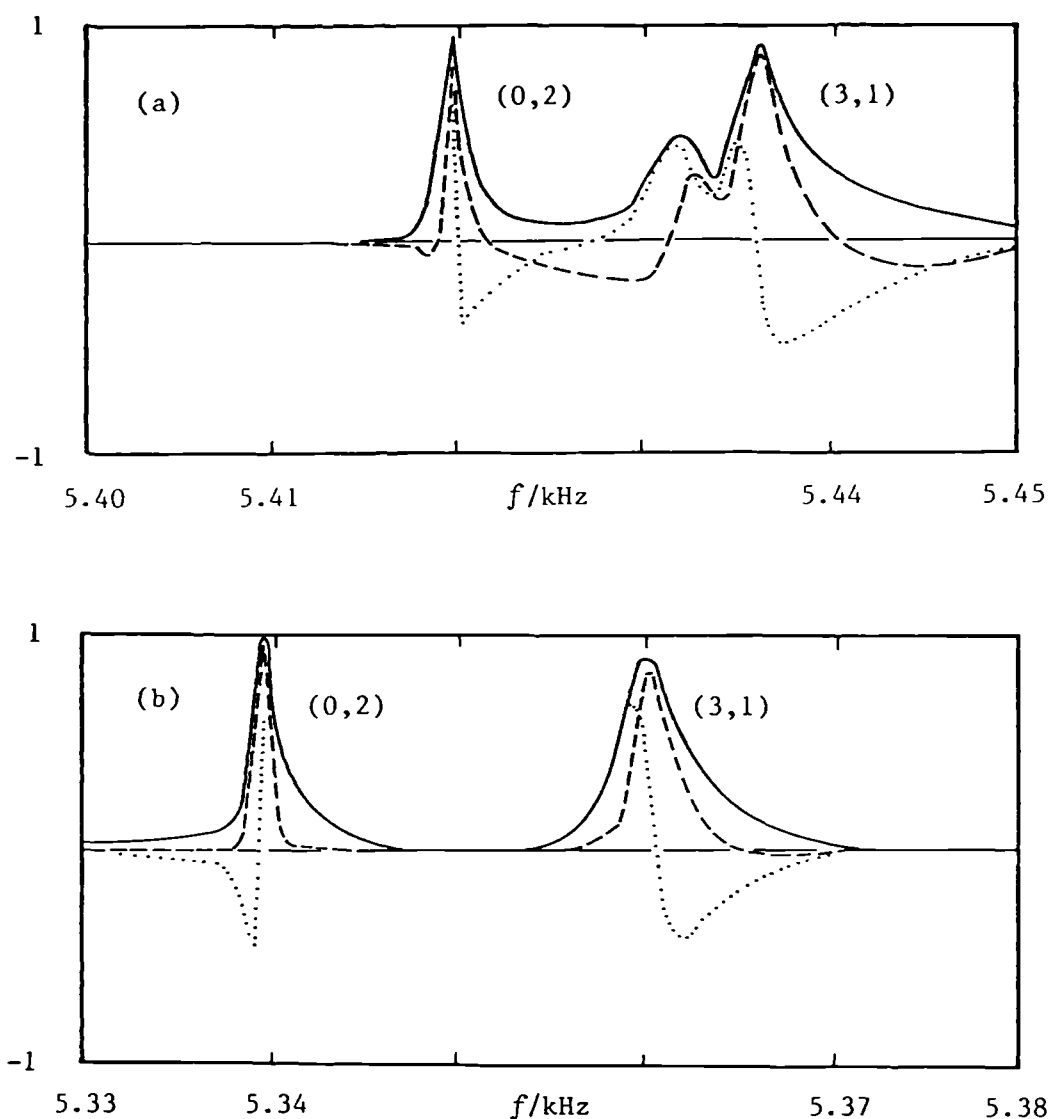 1
(a) (0,2) (3,1)
-1
5.40 5.41 f/kHz 5.44 5.45
1
(b) (0,2) (3,1)
-1
5.33 5.34 f/kHz 5.37 5.38